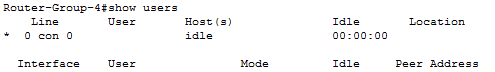 Router-Group-4#show users
    Line       User       Host(s)              Idle       Location
*  0 con 0                idle                 00:00:00

  Interface    User               Mode         Idle     Peer Address